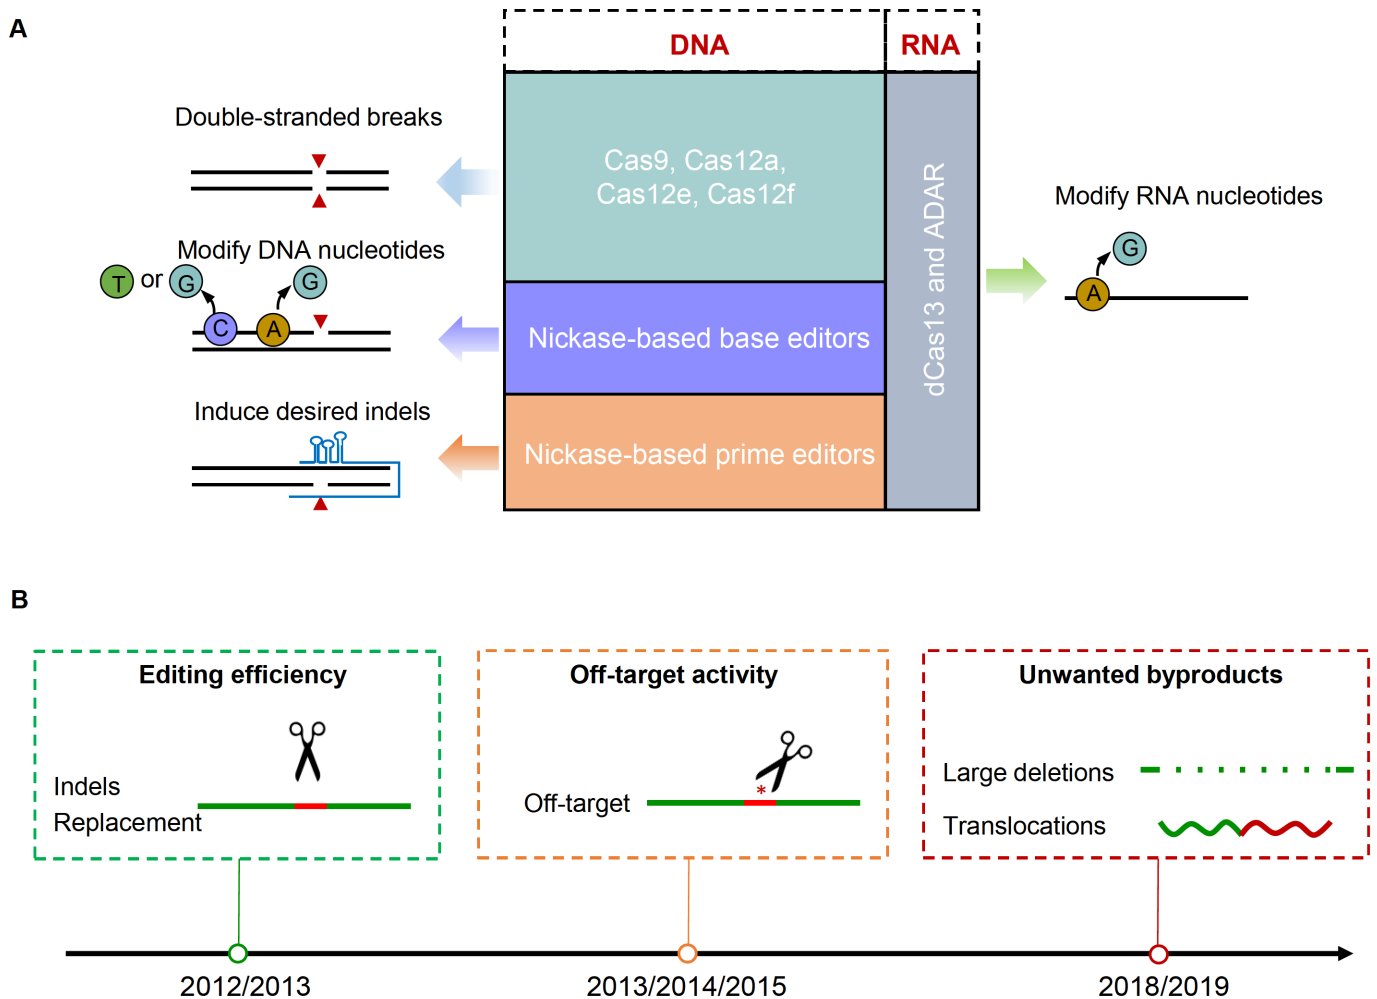 A
DNA
RNA
Double-stranded breaks
Cas9, Cas12a,
Cas12e, Cas12f
dCas13 and ADAR
Modify RNA nucleotides
G
A
Modify DNA nucleotides
T or G
G
C
A
Nickase-based base editors
Induce desired indels
Nickase-based prime editors
B
Editing efficiency
Indels
Replacement
Off-target activity
*
Off-target
Unwanted byproducts
Large deletions
Translocations
2012/2013
2013/2014/2015
2018/2019